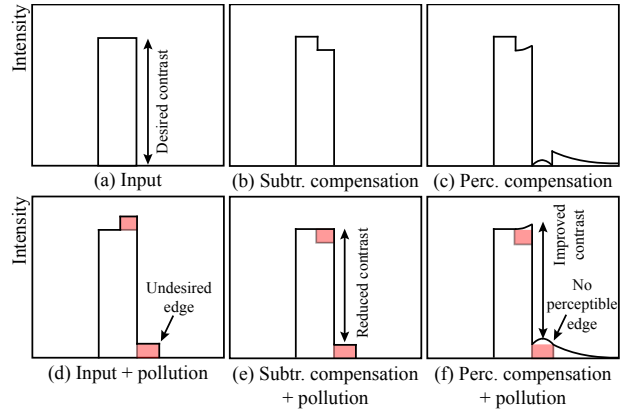 Intensity
Desired contrast
(a) Input
(b) Subtr. compensation
(c) Perc. compensation
Intensity
Undesired
edge
(d) Input + pollution
Reduced contrast
(e) Subtr. compensation
+ pollution
Improved
contrast
No
perceptible
edge
(f) Perc. compensation
+ pollution